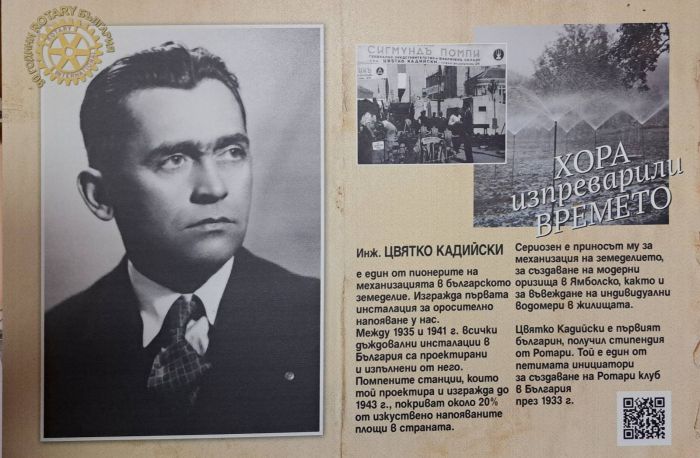 90 ГОДИНИ ROTARY БЪЛГАРИЯ
ROTARY
INTERNATIONAL
СИГМУНДЪ ПОМПИ
ЦВЯТКО КАДИЙСКИ
ХОРА
изпреварили
ВРЕМЕТО
Инж. ЦВЯТКО КАДИЙСКИ
е един от пионерите на
механизацията в българското
земеделие. Изгражда първата
инсталация за оросително
напояване у нас.
Между 1935 и 1941 г. всички
дъждовални инсталации в
България са проектирани
и изпълнени от него.
Помпените станции, които
той проектира и изгражда до
1943 г., покриват около 20%
от изкуствено напояваните
площи в страната.
Сериозен е приносът му за
механизация на земеделието,
за създаване на модерни
оризища в Ямболско, както и
за въвеждане на индивидуални
водомери в жилищата.
Цвятко Кадийски е първият
българин, получил стипендия
от Ротари. Той е един от
петимата инициатори
за създаване на Ротари клуб
в България
през 1933 г.